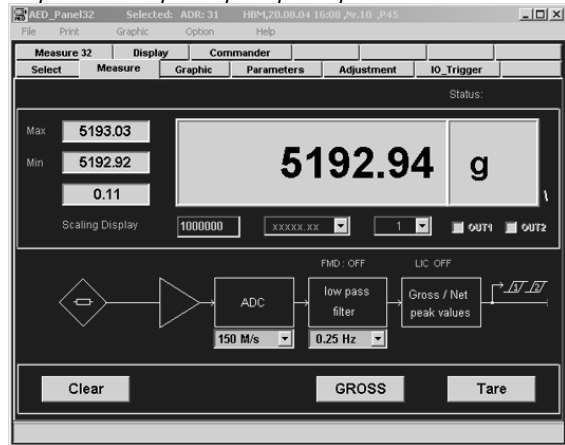 AED_Panel32 Selected: ADR: 31 HBM,20.08.04 16:08 ,Nr.10 ,P45
File Print Graphic Option Help
Measure 32 Display Commander
Select Measure Graphic Parameters Adjustment IO_Trigger
Status:
Max 5193.03
5192.94 g
Min 5192.92
0.11
Scaling Display 1000000 xxxxx.xx 1 OUT1 OUT2
FMD : OFF LIC OFF
ADC
low pass
filter
Gross / Net
peak values
150 M/s 0.25 Hz
Clear GROSS Tare